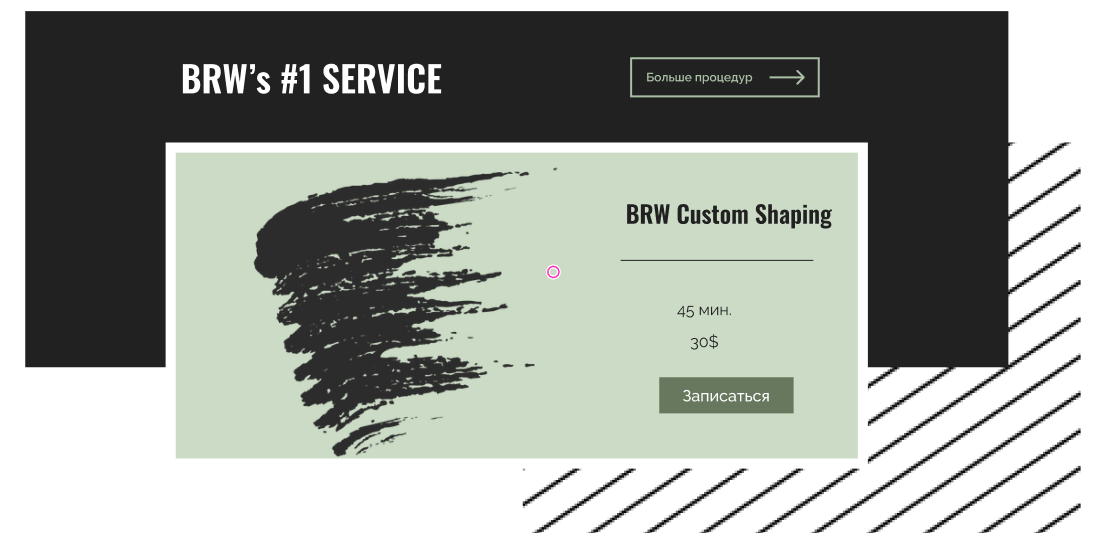 BRW’s #1 SERVICE
Больше процедур
BRW Custom Shaping
45 мин.
30$
Записаться